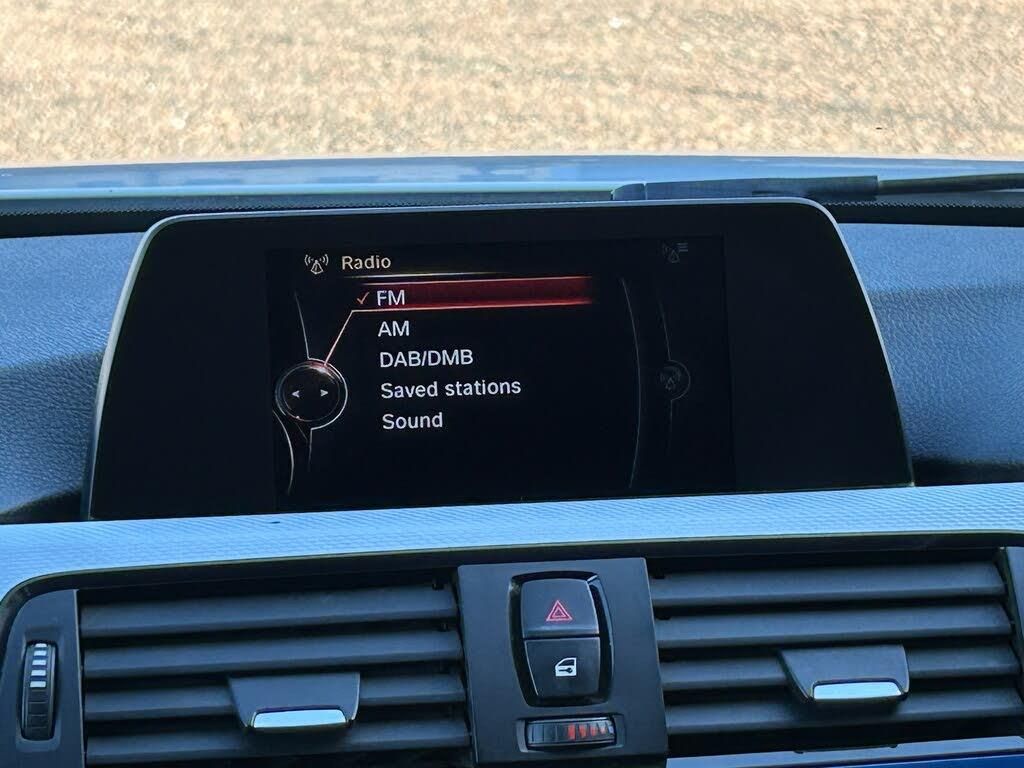 Radio
FM
AM
DAB/DMB
Saved stations
Sound